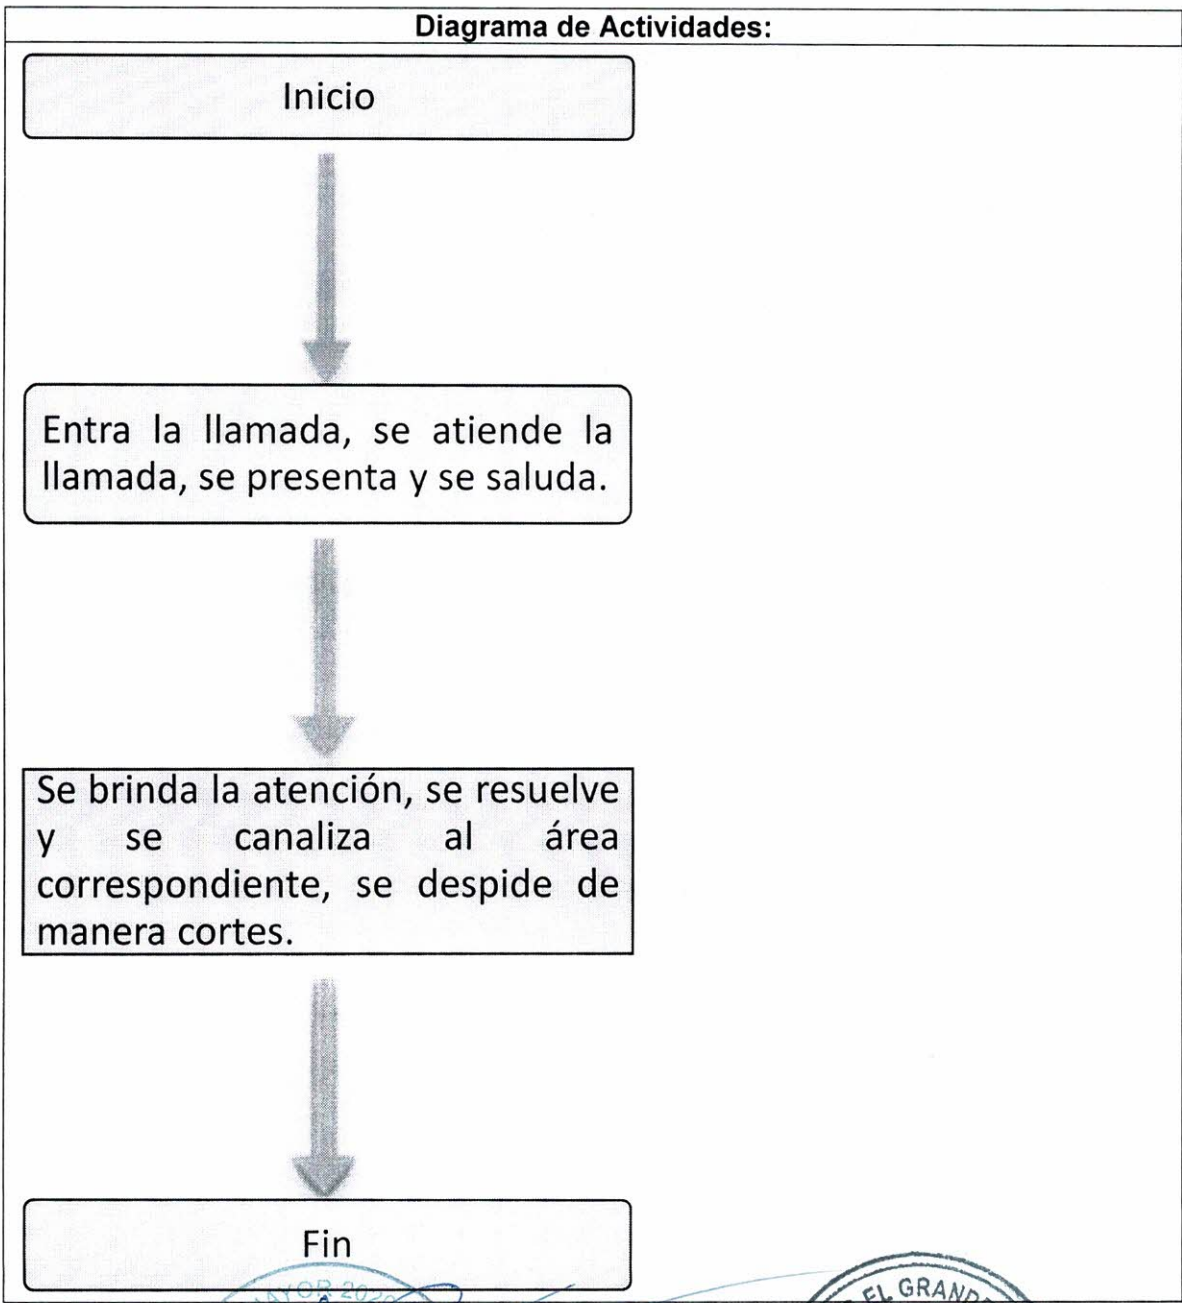 Diagrama de Actividades:
Inicio
Entra la llamada, se atiende la
llamada, se presenta y se saluda.
Se brinda la atención, se resuelve
y se canaliza al área
correspondiente, se despide de
manera cortes.
Fin
EL GRAND